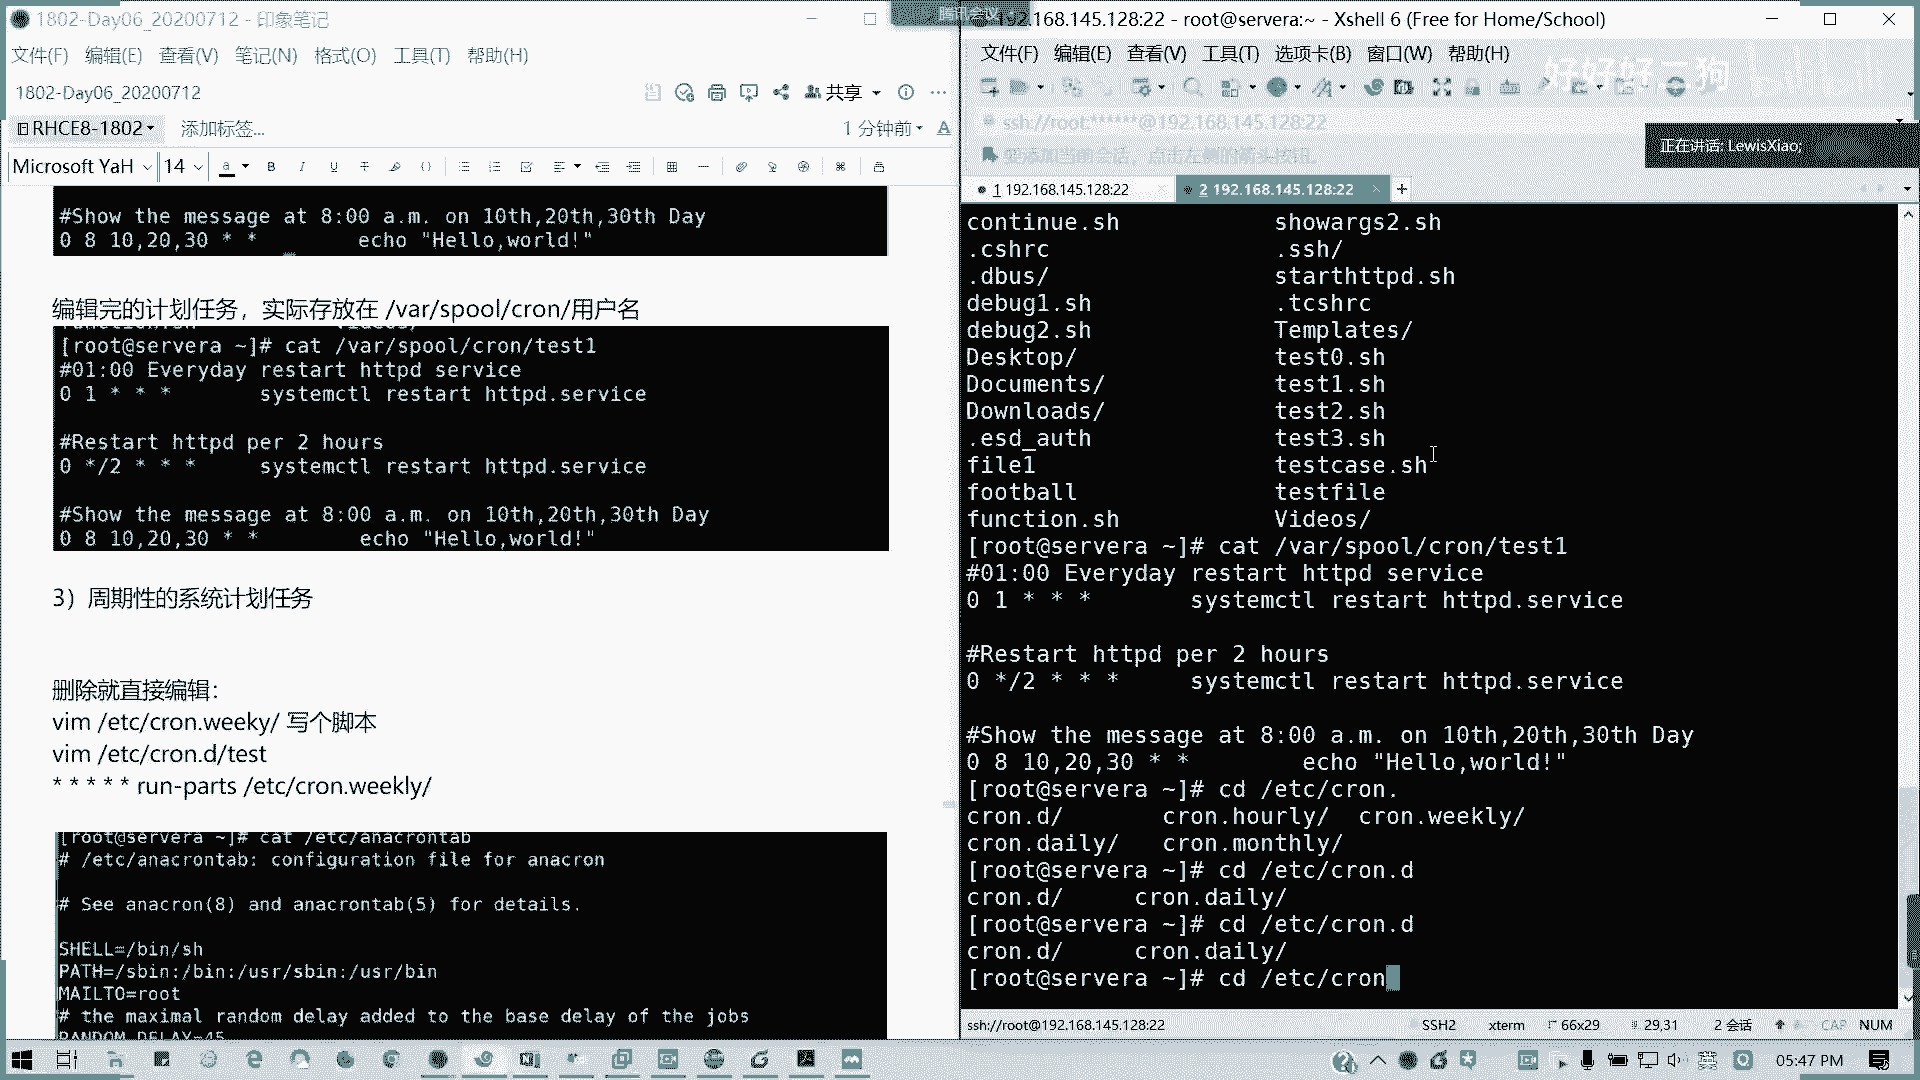 1802-Day06_20200712 - 印象笔记
文件(F) 编辑(E) 查看(V) 笔记(N) 格式(O) 工具(T) 帮助(H)
1802-Day06_20200712
共享
RHCE8-1802
添加标签...
1 分钟前
Microsoft YaH
14
#Show the message at 8:00 a.m. on 10th,20th,30th Day
0 8 10,20,30 * * echo "Hello,world!"
编辑完的计划任务，实际存放在 /var/spool/cron/用户名
[root@servera ~]# cat /var/spool/cron/test1
#01:00 Everyday restart httpd service
0 1 * * * systemctl restart httpd.service
#Restart httpd per 2 hours
0 */2 * * * systemctl restart httpd.service
#Show the message at 8:00 a.m. on 10th,20th,30th Day
0 8 10,20,30 * * echo "Hello,world!"
3）周期性的系统计划任务
删除就直接编辑：
vim /etc/cron.weeky/ 写个脚本
vim /etc/cron.d/test
* * * * * run-parts /etc/cron.weekly/
[root@servera ~]# cat /etc/anacrontab
# /etc/anacrontab: configuration file for anacron
# See anacron(8) and anacrontab(5) for details.
SHELL=/bin/sh
PATH=/sbin:/bin:/usr/sbin:/usr/bin
MAILTO=root
# the maximal random delay added to the base delay of the jobs
RANDOM_DELAY=45
腾讯会议
192.168.145.128:22 - root@servera:~ - Xshell 6 (Free for Home/School)
文件(F) 编辑(E) 查看(V) 工具(T) 选项卡(B) 窗口(W) 帮助(H)
好好好二狗
ssh://root:******@192.168.145.128:22
要添加当前会话，点击左侧的箭头按钮。
正在讲话: LewisXiao;
1 192.168.145.128:22
2 192.168.145.128:22
continue.sh showargs2.sh
.cshrc .ssh/
.dbus/ starthttpd.sh
debug1.sh .tcshrc
debug2.sh Templates/
Desktop/ test0.sh
Documents/ test1.sh
Downloads/ test2.sh
.esd_auth test3.sh
file1 testcase.sh
football testfile
function.sh Videos/
[root@servera ~]# cat /var/spool/cron/test1
#01:00 Everyday restart httpd service
0 1 * * * systemctl restart httpd.service
#Restart httpd per 2 hours
0 */2 * * * systemctl restart httpd.service
#Show the message at 8:00 a.m. on 10th,20th,30th Day
0 8 10,20,30 * * echo "Hello,world!"
[root@servera ~]# cd /etc/cron.
cron.d/ cron.hourly/ cron.weekly/
cron.daily/ cron.monthly/
[root@servera ~]# cd /etc/cron.d
cron.d/ cron.daily/
[root@servera ~]# cd /etc/cron.d
cron.d/ cron.daily/
[root@servera ~]# cd /etc/cron
ssh://root@192.168.145.128:22
SSH2
xterm
66x29
29,31
2 会话
CAP
NUM
英
05:47 PM